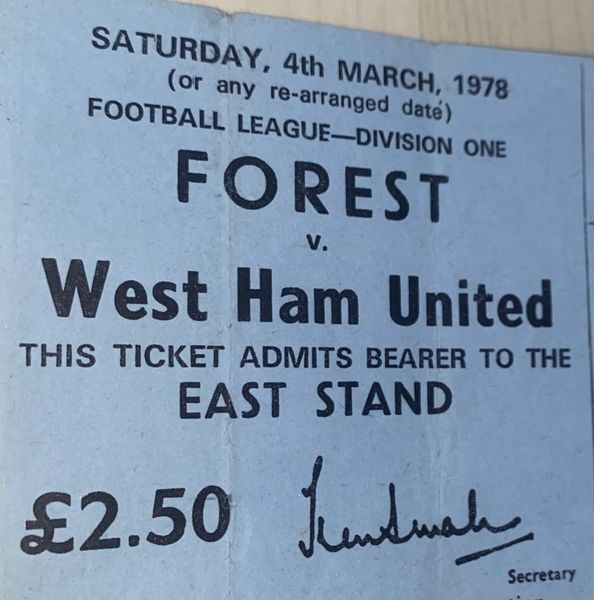 SATURDAY, 4th MARCH, 1978
(or any re-arranged date)
FOOTBALL LEAGUE—DIVISION ONE
FOREST
v.
West Ham United
THIS TICKET ADMITS BEARER TO THE
EAST STAND
£2.50
Secretary